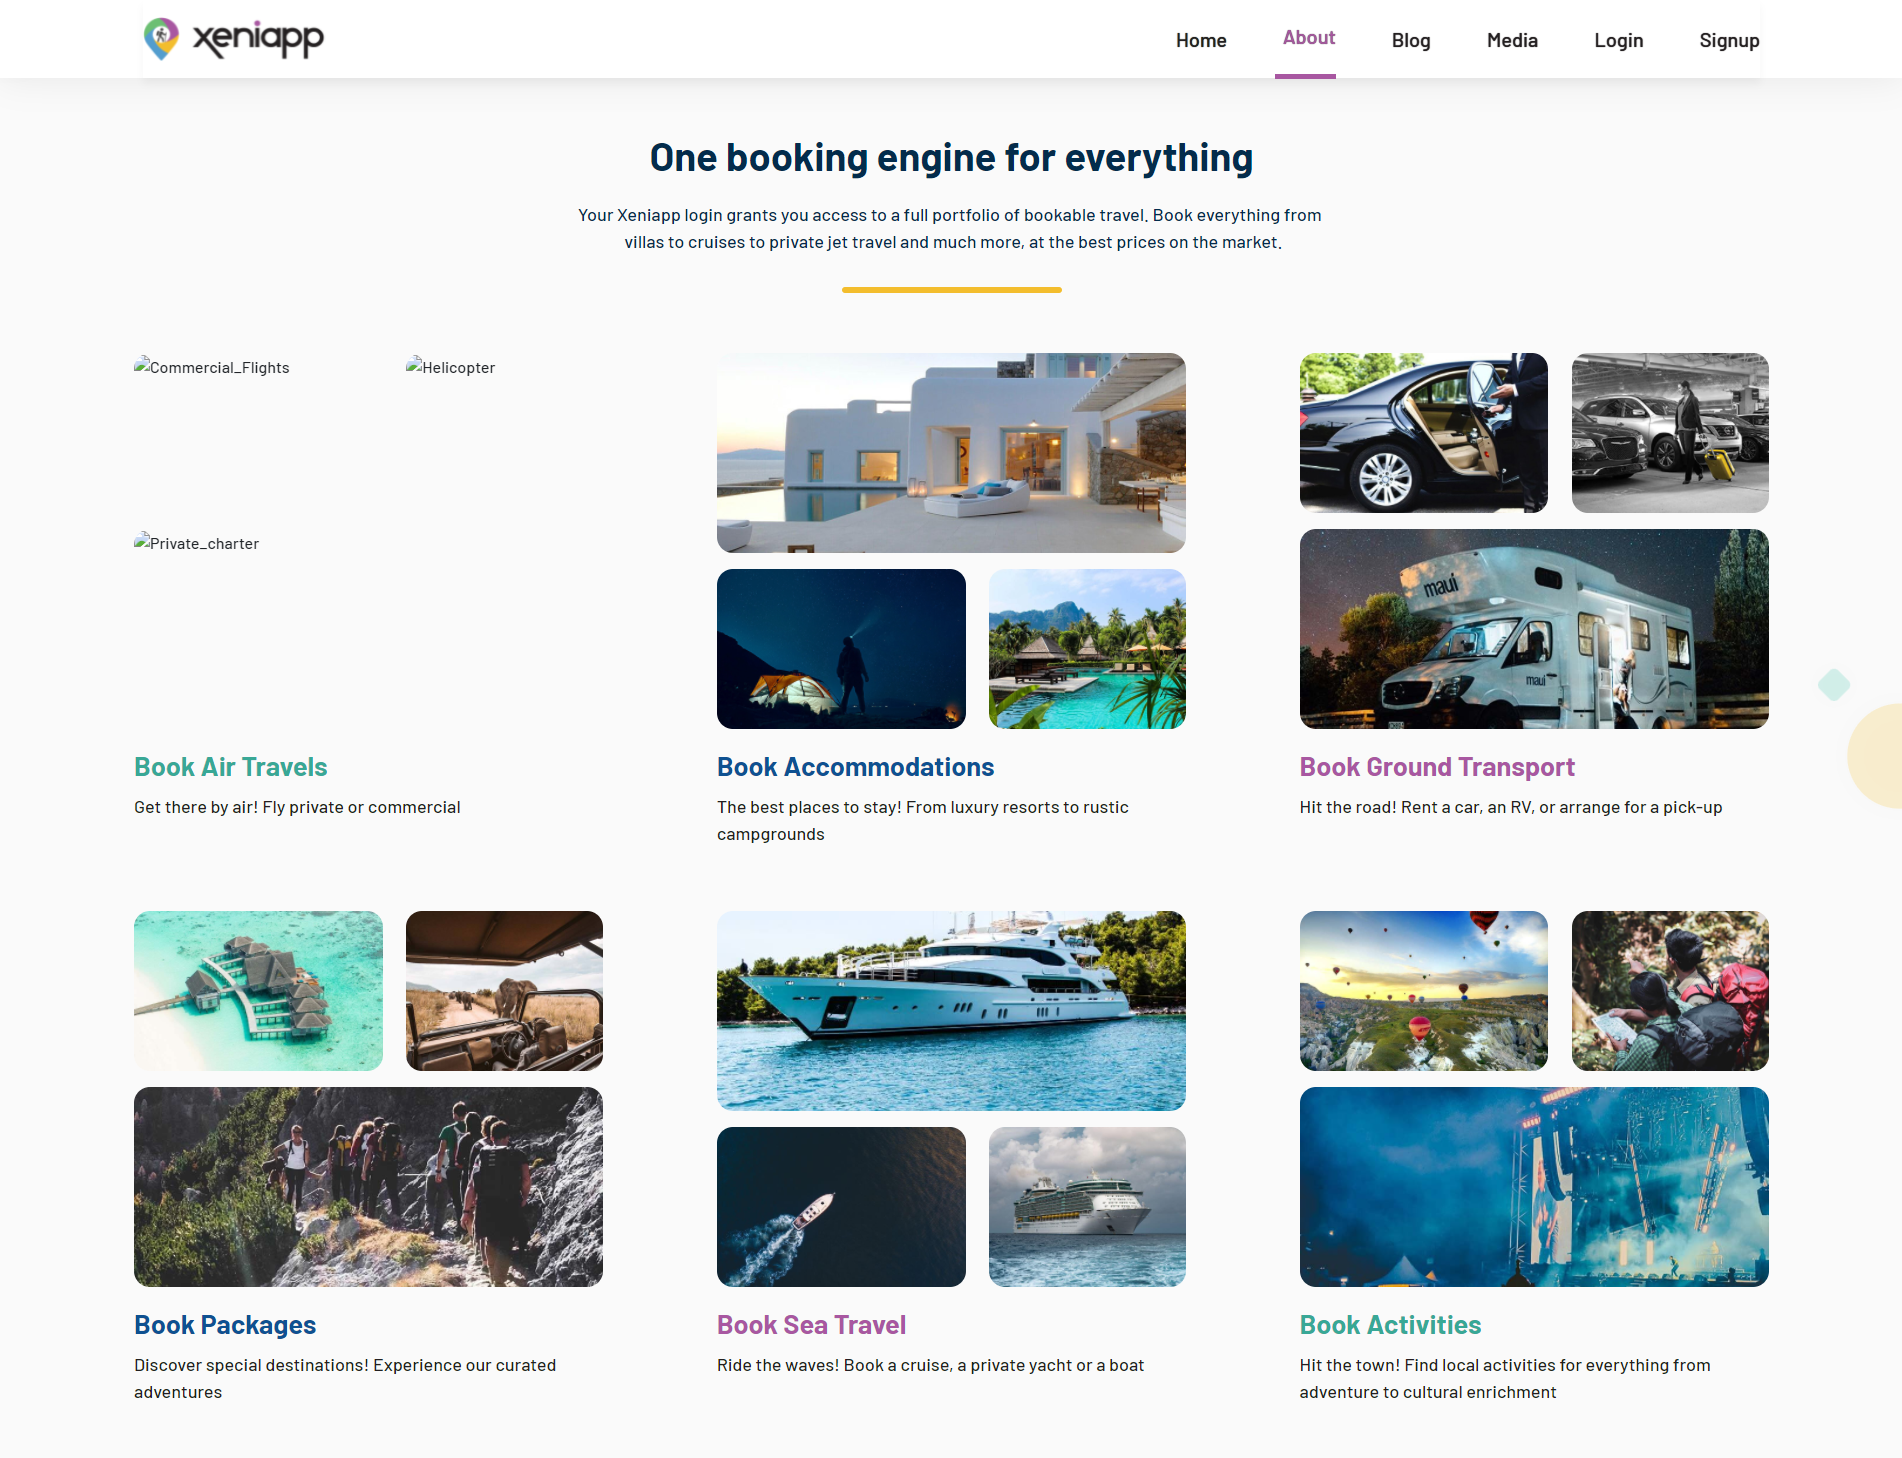 xeniapp
Home About Blog Media Login Signup
One booking engine for everything
Your Xeniapp login grants you access to a full portfolio of bookable travel. Book everything from
villas to cruises to private jet travel and much more, at the best prices on the market.
Commercial_Flights
Helicopter
Private_charter
Book Air Travels
Get there by air! Fly private or commercial
maui
maui
Book Accommodations
The best places to stay! From luxury resorts to rustic
campgrounds
Book Ground Transport
Hit the road! Rent a car, an RV, or arrange for a pick-up
Book Packages
Discover special destinations! Experience our curated
adventures
Book Sea Travel
Ride the waves! Book a cruise, a private yacht or a boat
Book Activities
Hit the town! Find local activities for everything from
adventure to cultural enrichment